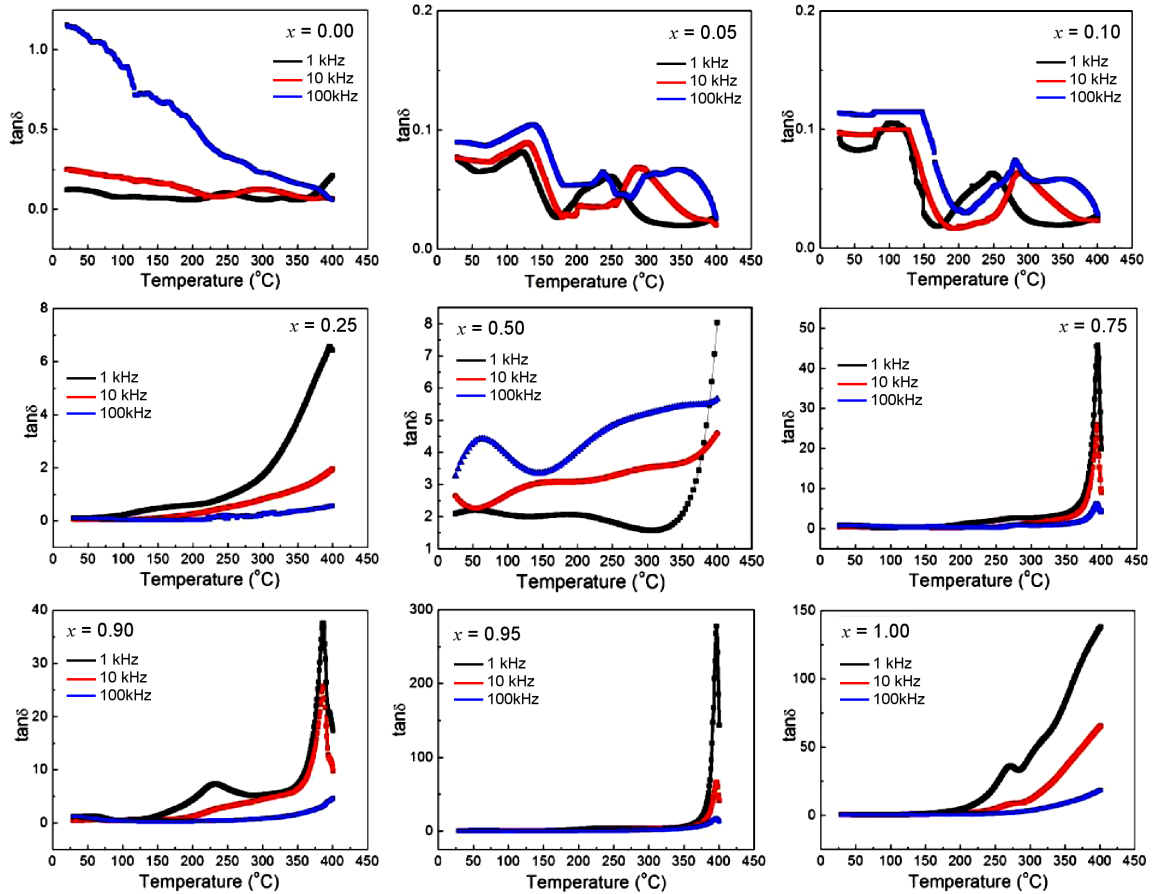 x = 0.00
1 kHz
10 kHz
100kHz
tanδ
1.0
0.5
0.0
0 50 100 150 200 250 300 350 400 450
Temperature (°C)
x = 0.05
1 kHz
10 kHz
100kHz
tanδ
0.2
0.1
0.0
0 50 100 150 200 250 300 350 400 450
Temperature (°C)
x = 0.10
1 kHz
10 kHz
100kHz
tanδ
0.2
0.1
0.0
0 50 100 150 200 250 300 350 400 450
Temperature (°C)
x = 0.25
1 kHz
10 kHz
100kHz
tanδ
8
6
4
2
0
0 50 100 150 200 250 300 350 400 450
Temperature (°C)
x = 0.50
1 kHz
10 kHz
100kHz
tanδ
8
7
6
5
4
3
2
1
0 50 100 150 200 250 300 350 400 450
Temperature (°C)
x = 0.75
1 kHz
10 kHz
100kHz
tanδ
50
40
30
20
10
0
0 50 100 150 200 250 300 350 400 450
Temperature (°C)
x = 0.90
1 kHz
10 kHz
100kHz
tanδ
40
30
20
10
0
0 50 100 150 200 250 300 350 400 450
Temperature (°C)
x = 0.95
1 kHz
10 kHz
100kHz
tanδ
300
200
100
0
0 50 100 150 200 250 300 350 400 450
Temperature (°C)
x = 1.00
1 kHz
10 kHz
100kHz
tanδ
150
100
50
0
0 50 100 150 200 250 300 350 400 450
Temperature (°C)